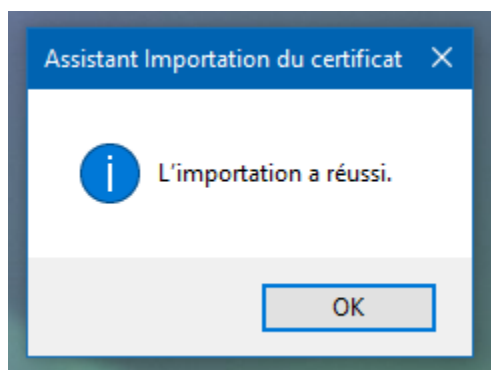 Assistant Importation du certificat
L'importation a réussi.
OK